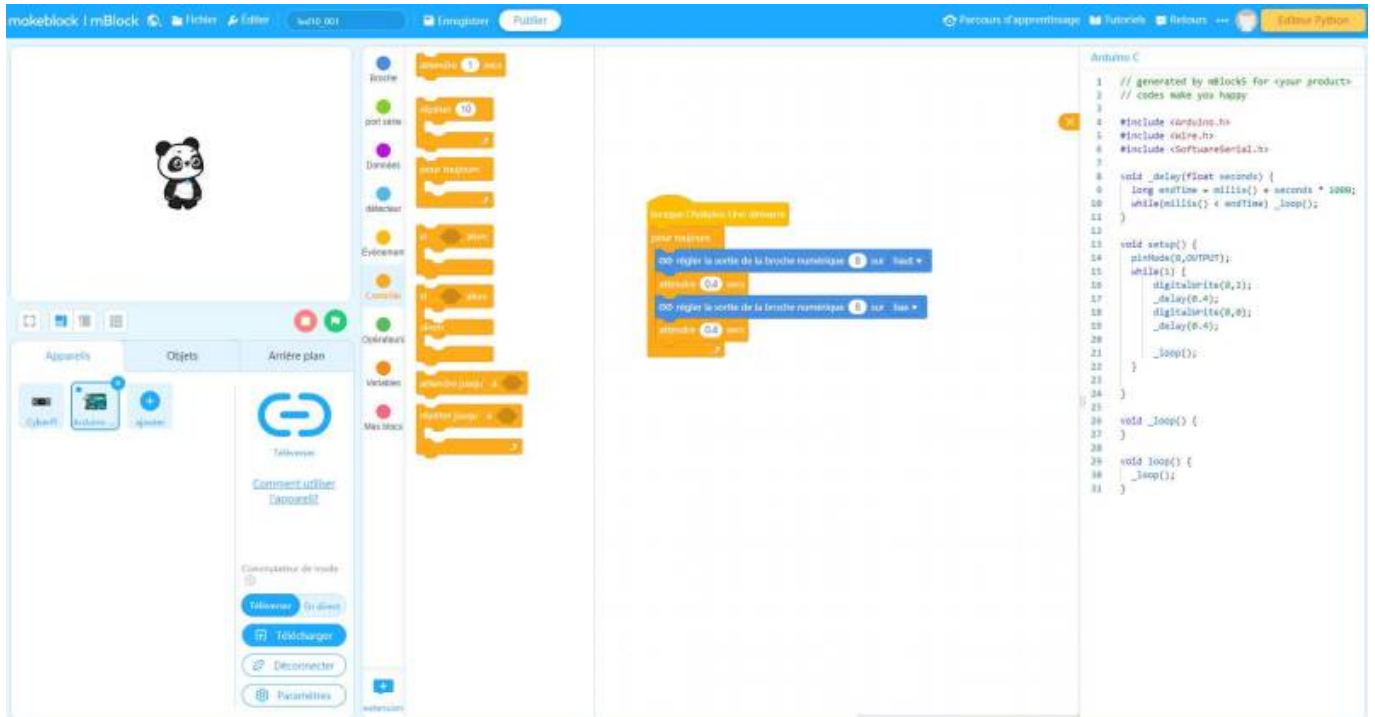 makeblock | mBlock Fichier Editer led10_001 Enregistrer Publier Parcours d'apprentissage Tutoriels Retours Editeur Python
Broche
port série
Données
détecteur
Évènement
Contrôle
Opérateurs
Variables
Mes blocs
extension
attendre 1 secs
répéter 10
pour toujours
si alors
si alors
sinon
attendre jusqu' à
répéter jusqu' à
lorsque l'Arduino Uno démarre
pour toujours
régler la sortie de la broche numérique 8 sur haut
attendre 0.4 secs
régler la sortie de la broche numérique 8 sur bas
attendre 0.4 secs
Appareils Objets Arrière plan
CyberPi Arduino ... ajouter
Téléverser
Comment utiliser
l'appareil?
Commutateur de mode
Téléverser En direct
Télécharger
Déconnecter
Paramètres
Arduino C
1 // generated by mBlock5 for <your product>
2 // codes make you happy
3
4 #include <Arduino.h>
5 #include <Wire.h>
6 #include <SoftwareSerial.h>
7
8 void _delay(float seconds) {
9 long endTime = millis() + seconds * 1000;
10 while(millis() < endTime) _loop();
11 }
12
13 void setup() {
14 pinMode(8,OUTPUT);
15 while(1) {
16 digitalWrite(8,1);
17 _delay(0.4);
18 digitalWrite(8,0);
19 _delay(0.4);
20
21 _loop();
22 }
23
24 }
25
26 void _loop() {
27 }
28
29 void loop() {
30 _loop();
31 }